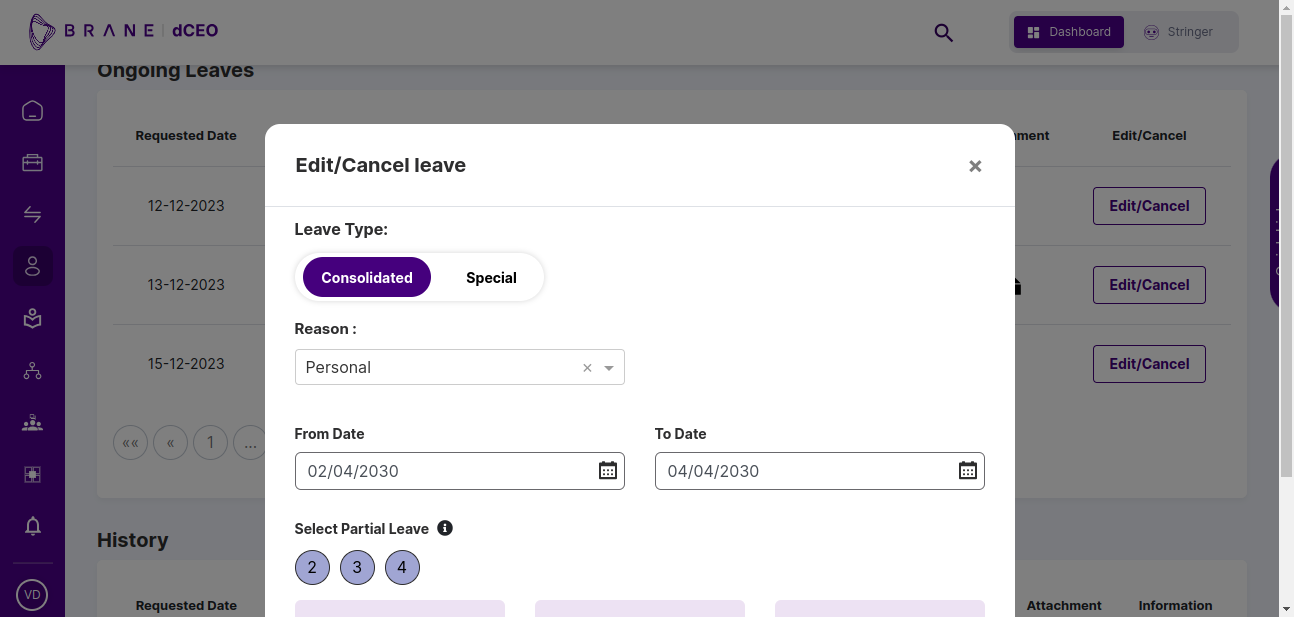 BRANE | dCEO
Dashboard
Stringer
Ongoing Leaves
Requested Date
Edit/Cancel
12-12-2023
Edit/Cancel
13-12-2023
Edit/Cancel
15-12-2023
Edit/Cancel
«« « 1 ...
Edit/Cancel leave
×
Leave Type:
Consolidated
Special
Reason :
Personal
×
From Date
To Date
02/04/2030
04/04/2030
Select Partial Leave
2 3 4
History
Requested Date
Attachment
Information
VD